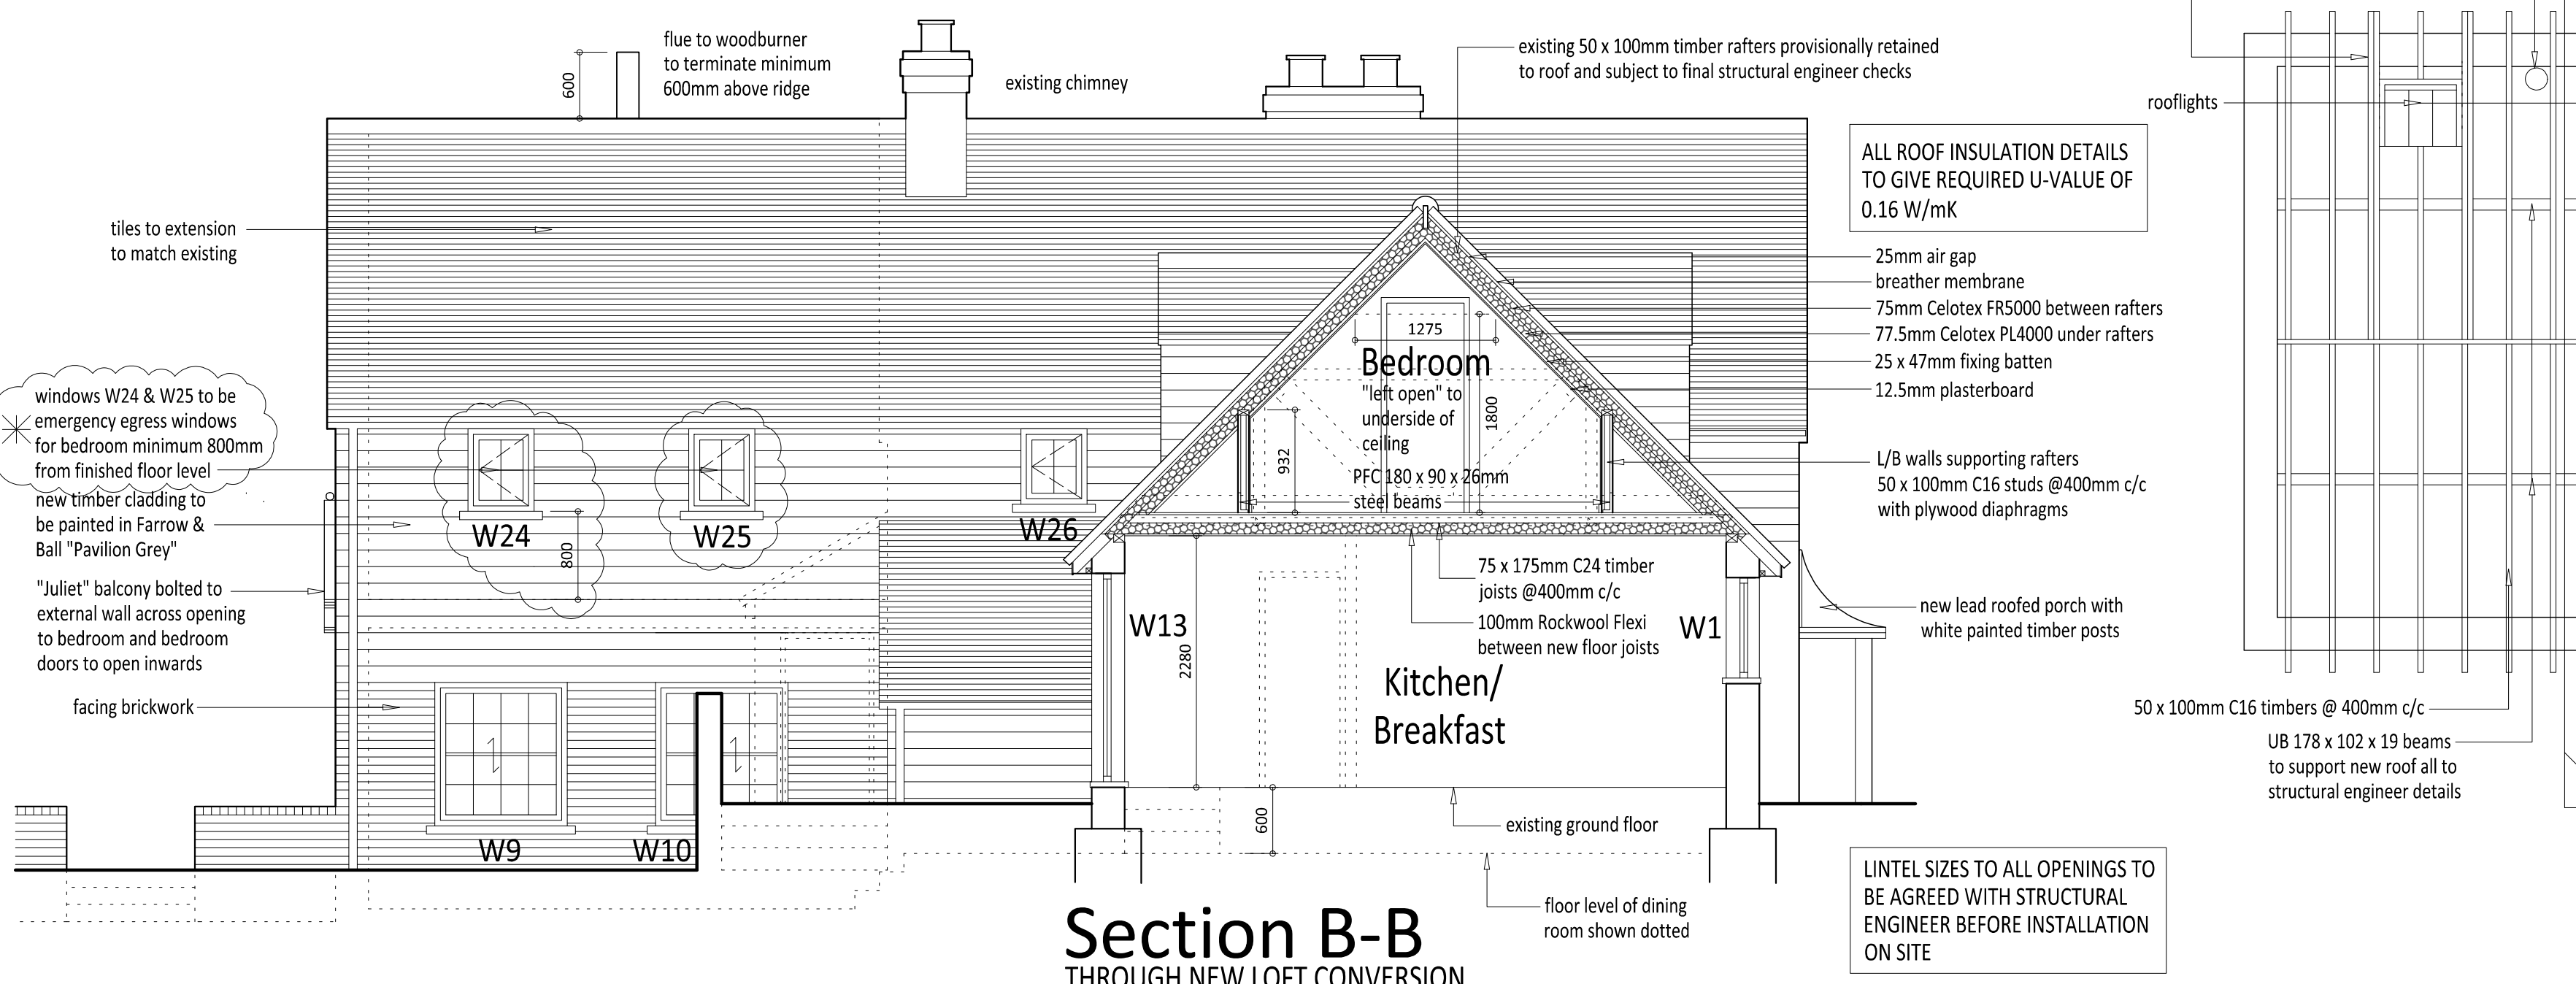 flue to woodburner
to terminate minimum
600mm above ridge
600
existing chimney
existing 50 x 100mm timber rafters provisionally retained
to roof and subject to final structural engineer checks
rooflights
ALL ROOF INSULATION DETAILS
TO GIVE REQUIRED U-VALUE OF
0.16 W/mK
tiles to extension
to match existing
25mm air gap
breather membrane
75mm Celotex FR5000 between rafters
77.5mm Celotex PL4000 under rafters
25 x 47mm fixing batten
12.5mm plasterboard
1275
Bedroom
"left open" to
underside of
ceiling
1800
932
PFC 180 x 90 x 26mm
steel beams
windows W24 & W25 to be
emergency egress windows
for bedroom minimum 800mm
from finished floor level
new timber cladding to
be painted in Farrow &
Ball "Pavilion Grey"
"Juliet" balcony bolted to
external wall across opening
to bedroom and bedroom
doors to open inwards
facing brickwork
W24
W25
W26
800
L/B walls supporting rafters
50 x 100mm C16 studs @400mm c/c
with plywood diaphragms
75 x 175mm C24 timber
joists @400mm c/c
100mm Rockwool Flexi
between new floor joists
W13
2280
W1
Kitchen/
Breakfast
new lead roofed porch with
white painted timber posts
50 x 100mm C16 timbers @ 400mm c/c
UB 178 x 102 x 19 beams
to support new roof all to
structural engineer details
W9
W10
600
existing ground floor
floor level of dining
room shown dotted
LINTEL SIZES TO ALL OPENINGS TO
BE AGREED WITH STRUCTURAL
ENGINEER BEFORE INSTALLATION
ON SITE
Section B-B
THROUGH NEW LOFT CONVERSION